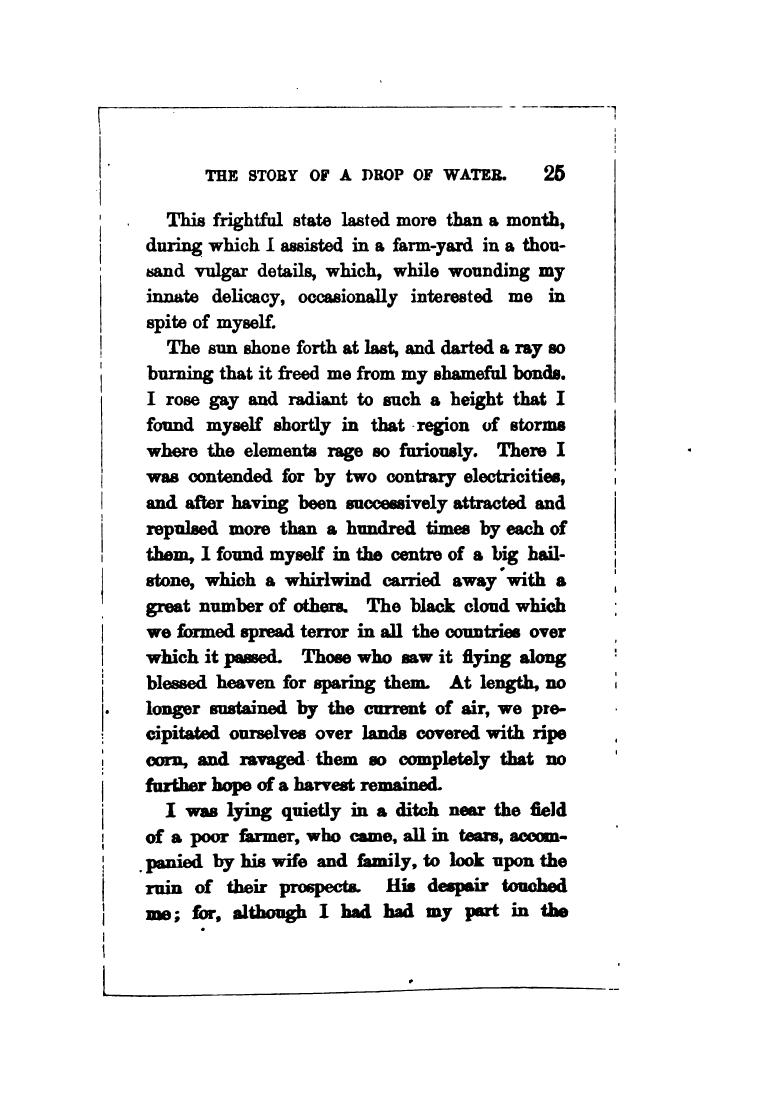 THE STORY OF A DROP OF WATER. 25
This frightful state lasted more than a month,
during which I assisted in a farm-yard in a thou-
sand vulgar details, which, while wounding my
innate delicacy, occasionally interested me in
spite of myself.
The sun shone forth at last, and darted a ray so
burning that it freed me from my shameful bonds.
I rose gay and radiant to such a height that I
found myself shortly in that region of storms
where the elements rage so furiously. There I
was contended for by two contrary electricities,
and after having been successively attracted and
repulsed more than a hundred times by each of
them, I found myself in the centre of a big hail-
stone, which a whirlwind carried away with a
great number of others. The black cloud which
we formed spread terror in all the countries over
which it passed. Those who saw it flying along
blessed heaven for sparing them. At length, no
longer sustained by the current of air, we pre-
cipitated ourselves over lands covered with ripe
corn, and ravaged them so completely that no
further hope of a harvest remained.
I was lying quietly in a ditch near the field
of a poor farmer, who came, all in tears, accom-
panied by his wife and family, to look upon the
ruin of their prospects. His despair touched
me; for, although I had had my part in the